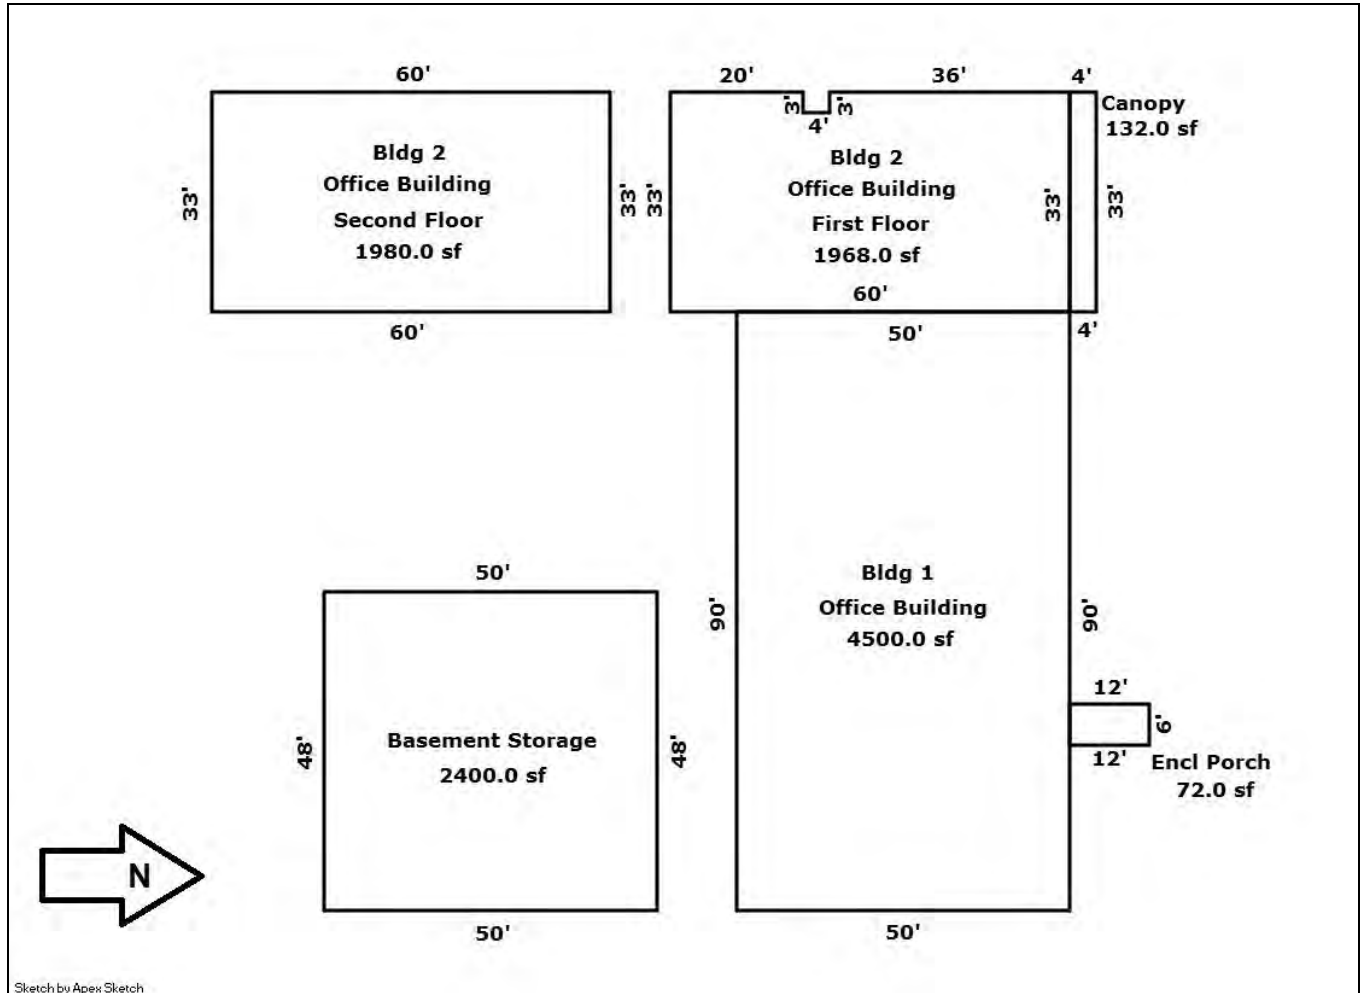 60'
20'
36'
4'
Canopy
132.0 sf
3'
3'
4'
Bldg 2
Office Building
Second Floor
1980.0 sf
33'
33'
60'
Bldg 2
Office Building
First Floor
1968.0 sf
33'
33'
33'
60'
50'
4'
Bldg 1
Office Building
4500.0 sf
90'
90'
50'
12'
6'
12'
Encl Porch
72.0 sf
50'
Basement Storage
2400.0 sf
48'
48'
50'
N
Sketch by Apex Sketch